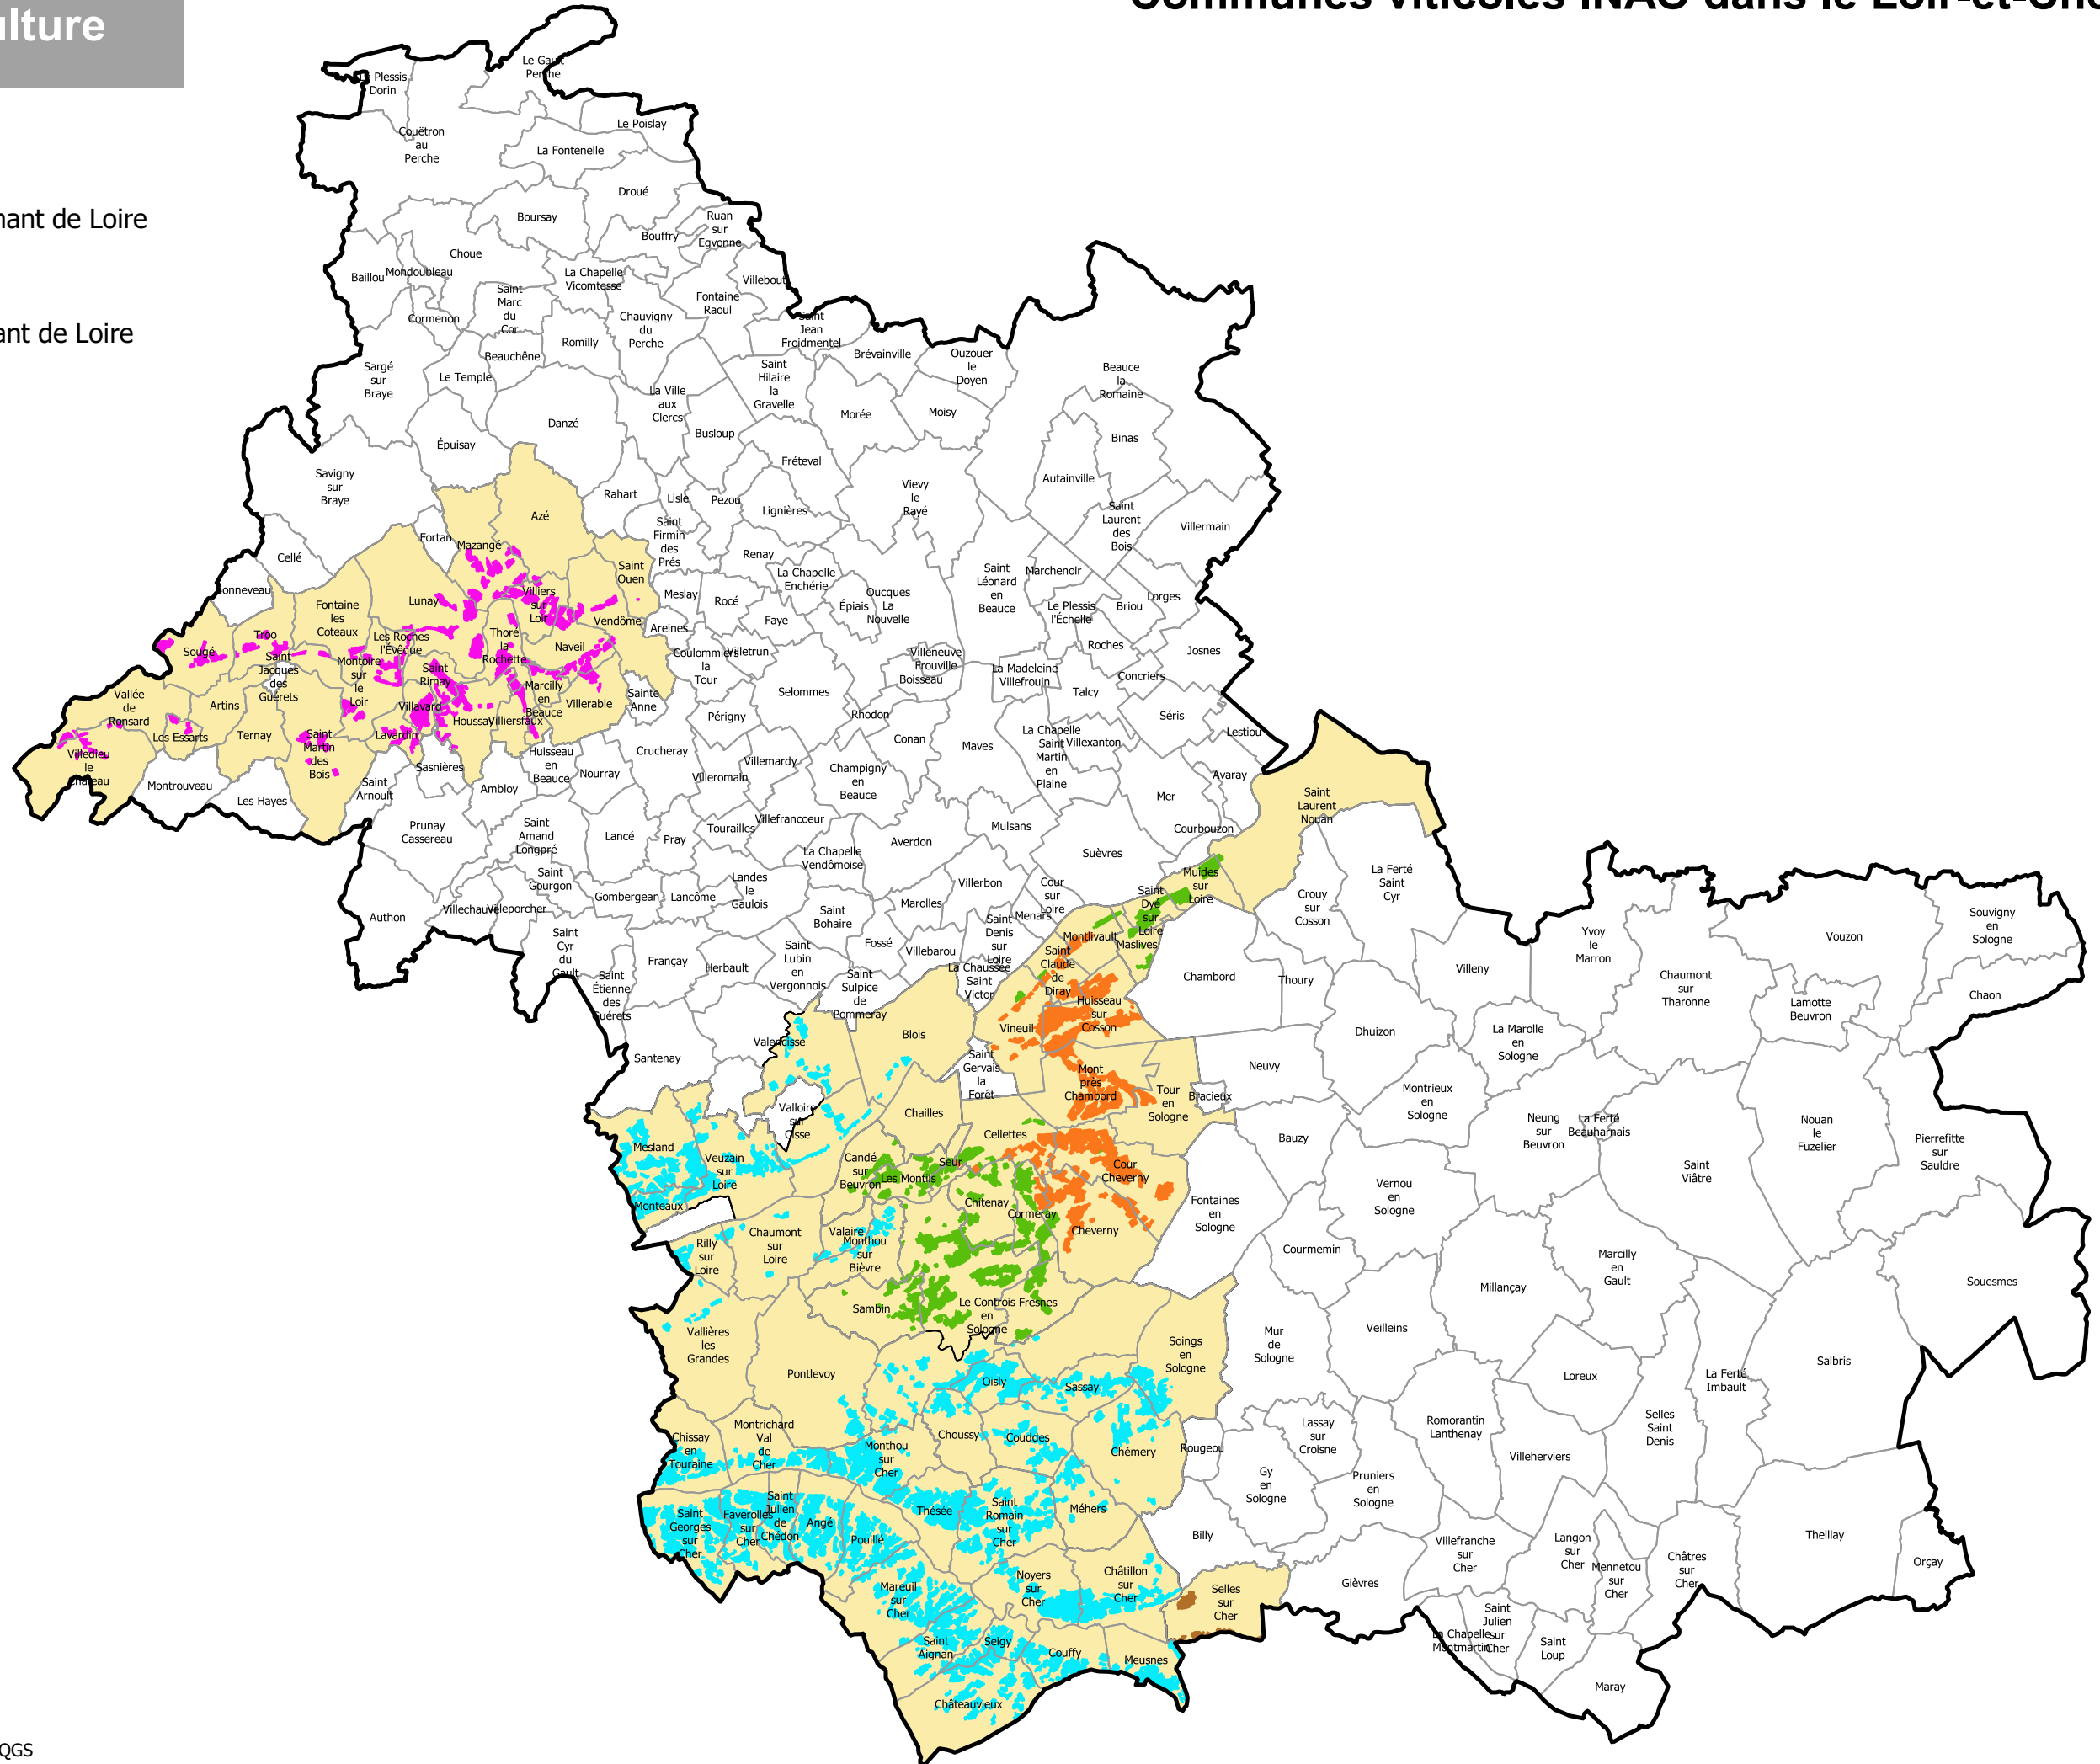 Communes viticoles INAO dans le Loir-et-Che
ulture
nant de Loire
ant de Loire
Le Gault
Perche
Le Plessis
Dorin
Couëtron
au
Perche
Le Poislay
La Fontenelle
Droué
Boursay
Ruan
sur
Egvonne
Bouffry
Choue
Baillou
Mondoubleau
La Chapelle
Vicomtesse
Villebout
Saint
Marc
du
Cor
Fontaine
Raoul
Cormenon
Chauvigny
du
Perche
Saint
Jean
Froidmentel
Romilly
Beauchêne
Brévainville
Ouzouer
le
Doyen
Sargé
sur
Braye
Le Temple
Saint
Hilaire
la
Gravelle
Beauce
la
Romaine
La Ville
aux
Clercs
Morée
Moisy
Danzé
Busloup
Binas
Épuisay
Fréteval
Savigny
sur
Braye
Autainville
Rahart
Lisle
Pezou
Vievy
le
Rayé
Lignières
Azé
Saint
Laurent
des
Bois
Villermain
Saint
Firmin
des
Prés
Fortan
Mazangé
Cellé
Renay
Saint
Ouen
La Chapelle
Enchérie
Saint
Léonard
en
Beauce
Marchenoir
Bonneveau
Meslay
Rocé
Villiers
sur
Loir
Lunay
Fontaine
les
Coteaux
Épiais
Oucques
La
Nouvelle
Le Plessis
l'Échelle
Briou
Lorges
Faye
Vendôme
Areines
Troo
Les Roches
l'Évêque
Thoré
la
Rochette
Naveil
Sougé
Coulommiers
la
Tour
Villetrun
Villeneuve
Frouville
Boisseau
La Madeleine
Villefrouin
Roches
Josnes
Concriers
Talcy
Saint
Jacques
des
Guérets
Montoire
sur
le
Loir
Saint
Rimay
Marcilly
en
Beauce
Villerable
Sainte
Anne
Selommes
Vallée
de
Ronsard
Artins
Villavard
Houssay
Villiersfaux
Périgny
Rhodon
Séris
Lestiou
Les Essarts
Ternay
Saint
Martin
des
Bois
Lavardin
Conan
Maves
La Chapelle
Saint
Martin
en
Plaine
Villexanton
Crucheray
Huisseau
en
Beauce
Villedieu
le
Château
Sasnières
Nourray
Villeromain
Villemardy
Champigny
en
Beauce
Avaray
Montrouveau
Les Hayes
Saint
Arnoult
Ambloy
Mer
Saint
Laurent
Nouan
Prunay
Cassereau
Saint
Amand
Longpré
Lancé
Pray
Tourailles
Villefrancoeur
Mulsans
Courbouzon
Averdon
La Chapelle
Vendômoise
Suèvres
Saint
Gourgon
Gombergean
Lancôme
Landes
le
Gaulois
Villerbon
Cour
sur
Loire
Muides
sur
Loire
La Ferté
Saint
Cyr
Authon
Villechauve
Villeporcher
Saint
Bohaire
Marolles
Menars
Saint
Dyé
sur
Loire
Crouy
sur
Cosson
Souvigny
en
Sologne
Saint
Cyr
du
Gault
Fossé
Villebarou
Saint
Denis
sur
Loire
Montlivault
Maslives
Yvoy
le
Marron
Vouzon
Saint
Étienne
des
Guérets
Françay
Herbault
Saint
Lubin
en
Vergonnois
Saint
Sulpice
de
Pommeray
La Chaussée
Saint
Victor
Saint
Claude
de
Diray
Chambord
Thoury
Villeny
Chaumont
sur
Tharonne
Lamotte
Beuvron
Chaon
Huisseau
sur
Cosson
Vineuil
Blois
Dhuizon
La Marolle
en
Sologne
Valencisse
Santenay
Saint
Gervais
la
Forêt
Mont
près
Chambord
Tour
en
Sologne
Bracieux
Neuvy
Montrieux
en
Sologne
Neung
sur
Beuvron
La Ferté
Beauharnais
Nouan
le
Fuzelier
Pierrefitte
sur
Sauldre
Valloire
sur
Cisse
Chailles
Cellettes
Bauzy
Mesland
Veuzain
sur
Loire
Candé
sur
Beuvron
Les Montils
Seur
Cour
Cheverny
Saint
Viâtre
Vernou
en
Sologne
Monteaux
Chitenay
Cormeray
Cheverny
Fontaines
en
Sologne
Rilly
sur
Loire
Chaumont
sur
Loire
Valaire
Monthou
sur
Bièvre
Courmemin
Marcilly
en
Gault
Millançay
Souesmes
Sambin
Le Controis
en
Sologne
Fresnes
Vallières
les
Grandes
Soings
en
Sologne
Mur
de
Sologne
Veilleins
Pontlevoy
Oisly
Sassay
Loreux
La Ferté
Imbault
Salbris
Chissay
en
Touraine
Montrichard
Val
de
Cher
Monthou
sur
Cher
Choussy
Couddes
Chémery
Rougeou
Lassay
sur
Croisne
Romorantin
Lanthenay
Selles
Saint
Denis
Villeherviers
Gy
en
Sologne
Pruniers
en
Sologne
Saint
Georges
sur
Cher
Faverolles
sur
Cher
Saint
Julien
de
Chédon
Angé
Pouillé
Thésée
Saint
Romain
sur
Cher
Méhers
Billy
Villefranche
sur
Cher
Langon
sur
Cher
Mennetou
sur
Cher
Châtres
sur
Cher
Theillay
Orçay
Mareuil
sur
Cher
Noyers
sur
Cher
Châtillon
sur
Cher
Selles
sur
Cher
Gièvres
Saint
Julien
sur
Cher
La Chapelle
Montmartin
Saint
Loup
Maray
Saint
Aignan
Seigy
Couffy
Meusnes
Châteauvieux
QGS